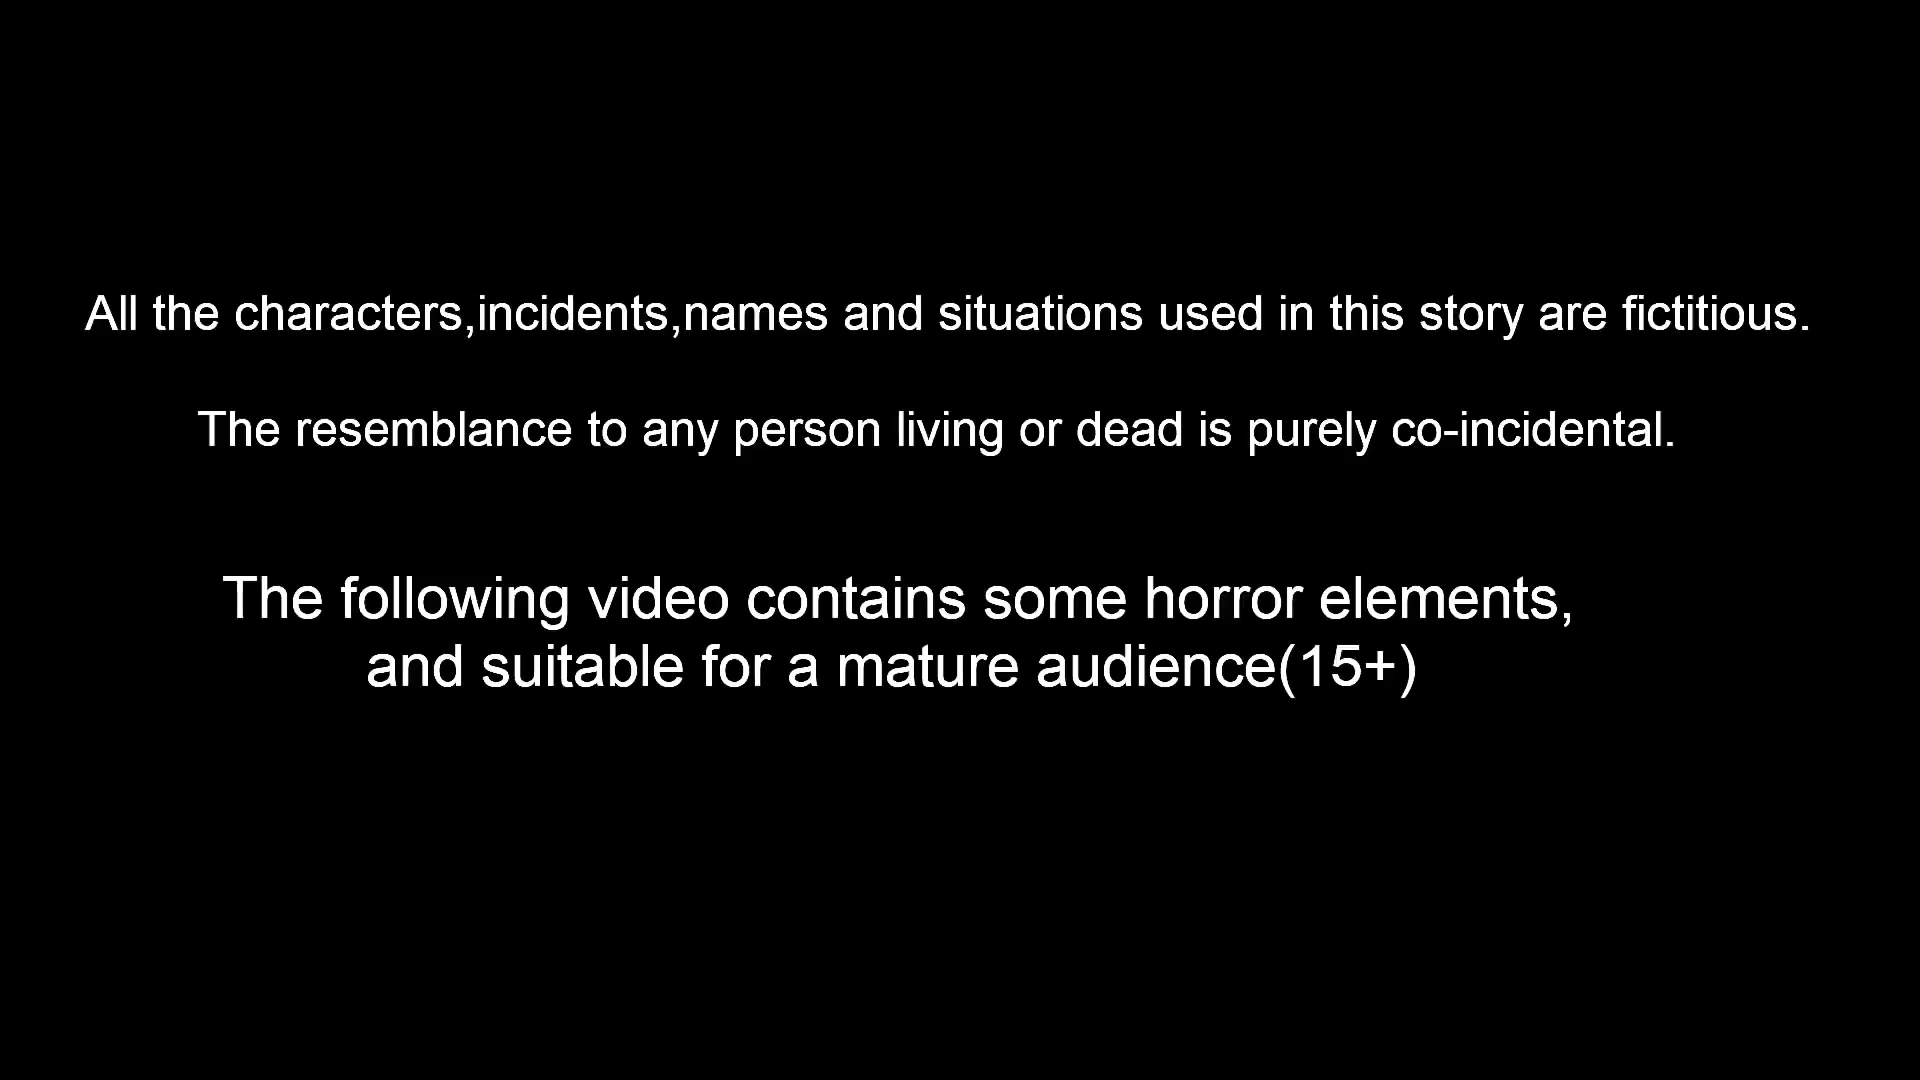 All the characters,incidents,names and situations used in this story are fictitious.
The resemblance to any person living or dead is purely co-incidental.
The following video contains some horror elements,
and suitable for a mature audience(15+)